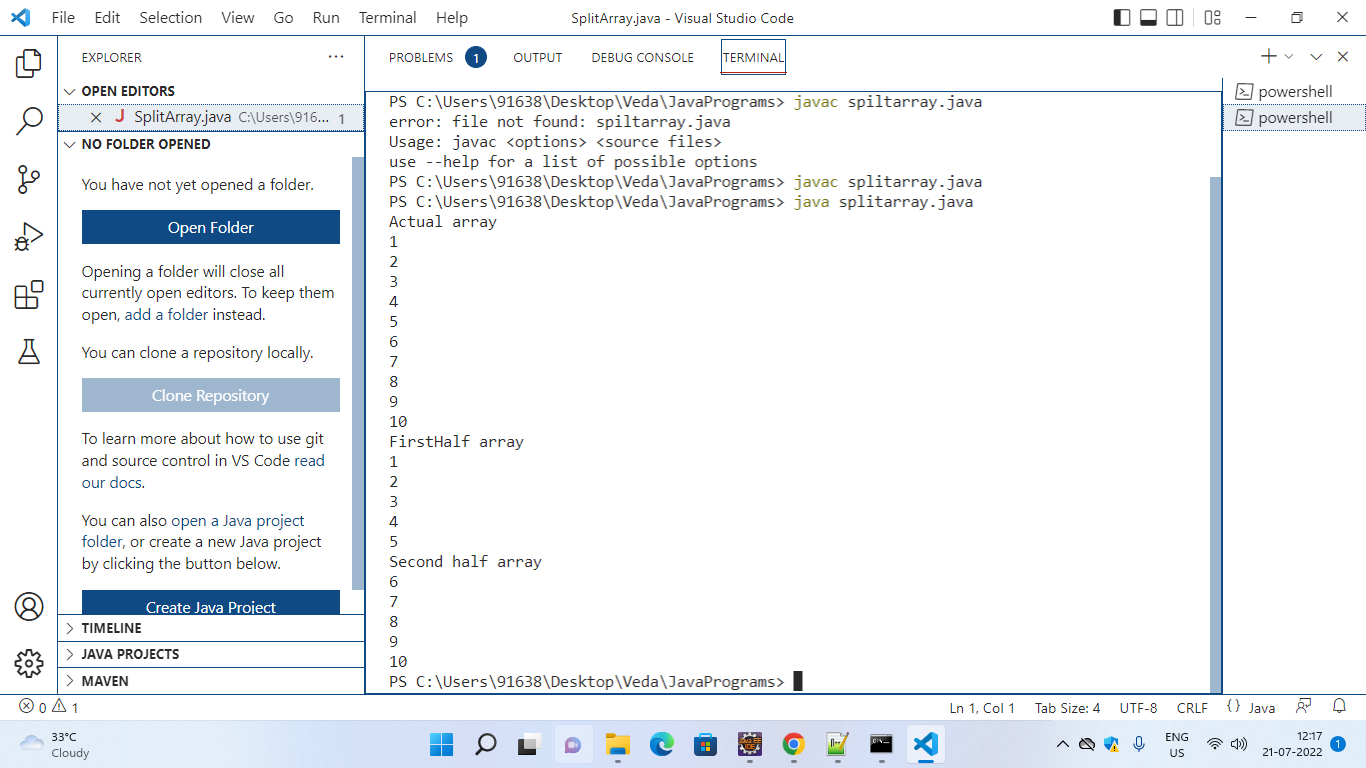 File Edit Selection View Go Run Terminal Help
SplitArray.java - Visual Studio Code
EXPLORER
OPEN EDITORS
J SplitArray.java C:\Users\916... 1
NO FOLDER OPENED
You have not yet opened a folder.
Open Folder
Opening a folder will close all
currently open editors. To keep them
open, add a folder instead.
You can clone a repository locally.
Clone Repository
To learn more about how to use git
and source control in VS Code read
our docs.
You can also open a Java project
folder, or create a new Java project
by clicking the button below.
Create Java Project
TIMELINE
JAVA PROJECTS
MAVEN
PROBLEMS 1 OUTPUT DEBUG CONSOLE TERMINAL
PS C:\Users\91638\Desktop\Veda\JavaPrograms> javac spiltarray.java
error: file not found: spiltarray.java
Usage: javac <options> <source files>
use --help for a list of possible options
PS C:\Users\91638\Desktop\Veda\JavaPrograms> javac splitarray.java
PS C:\Users\91638\Desktop\Veda\JavaPrograms> java splitarray.java
Actual array
1
2
3
4
5
6
7
8
9
10
FirstHalf array
1
2
3
4
5
Second half array
6
7
8
9
10
PS C:\Users\91638\Desktop\Veda\JavaPrograms>
powershell
powershell
0 1
Ln 1, Col 1 Tab Size: 4 UTF-8 CRLF {} Java
33°C
Cloudy
ENG
US
12:17
21-07-2022
1